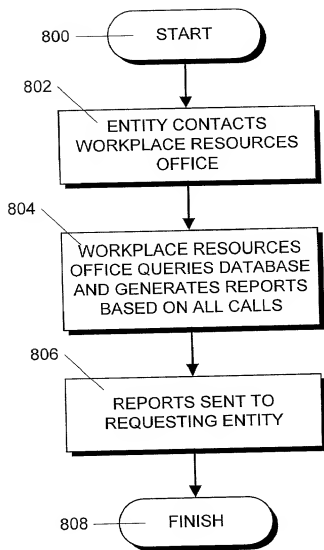 800
START
802
ENTITY CONTACTS
WORKPLACE RESOURCES
OFFICE
804
WORKPLACE RESOURCES
OFFICE QUERIES DATABASE
AND GENERATES REPORTS
BASED ON ALL CALLS
806
REPORTS SENT TO
REQUESTING ENTITY
808
FINISH